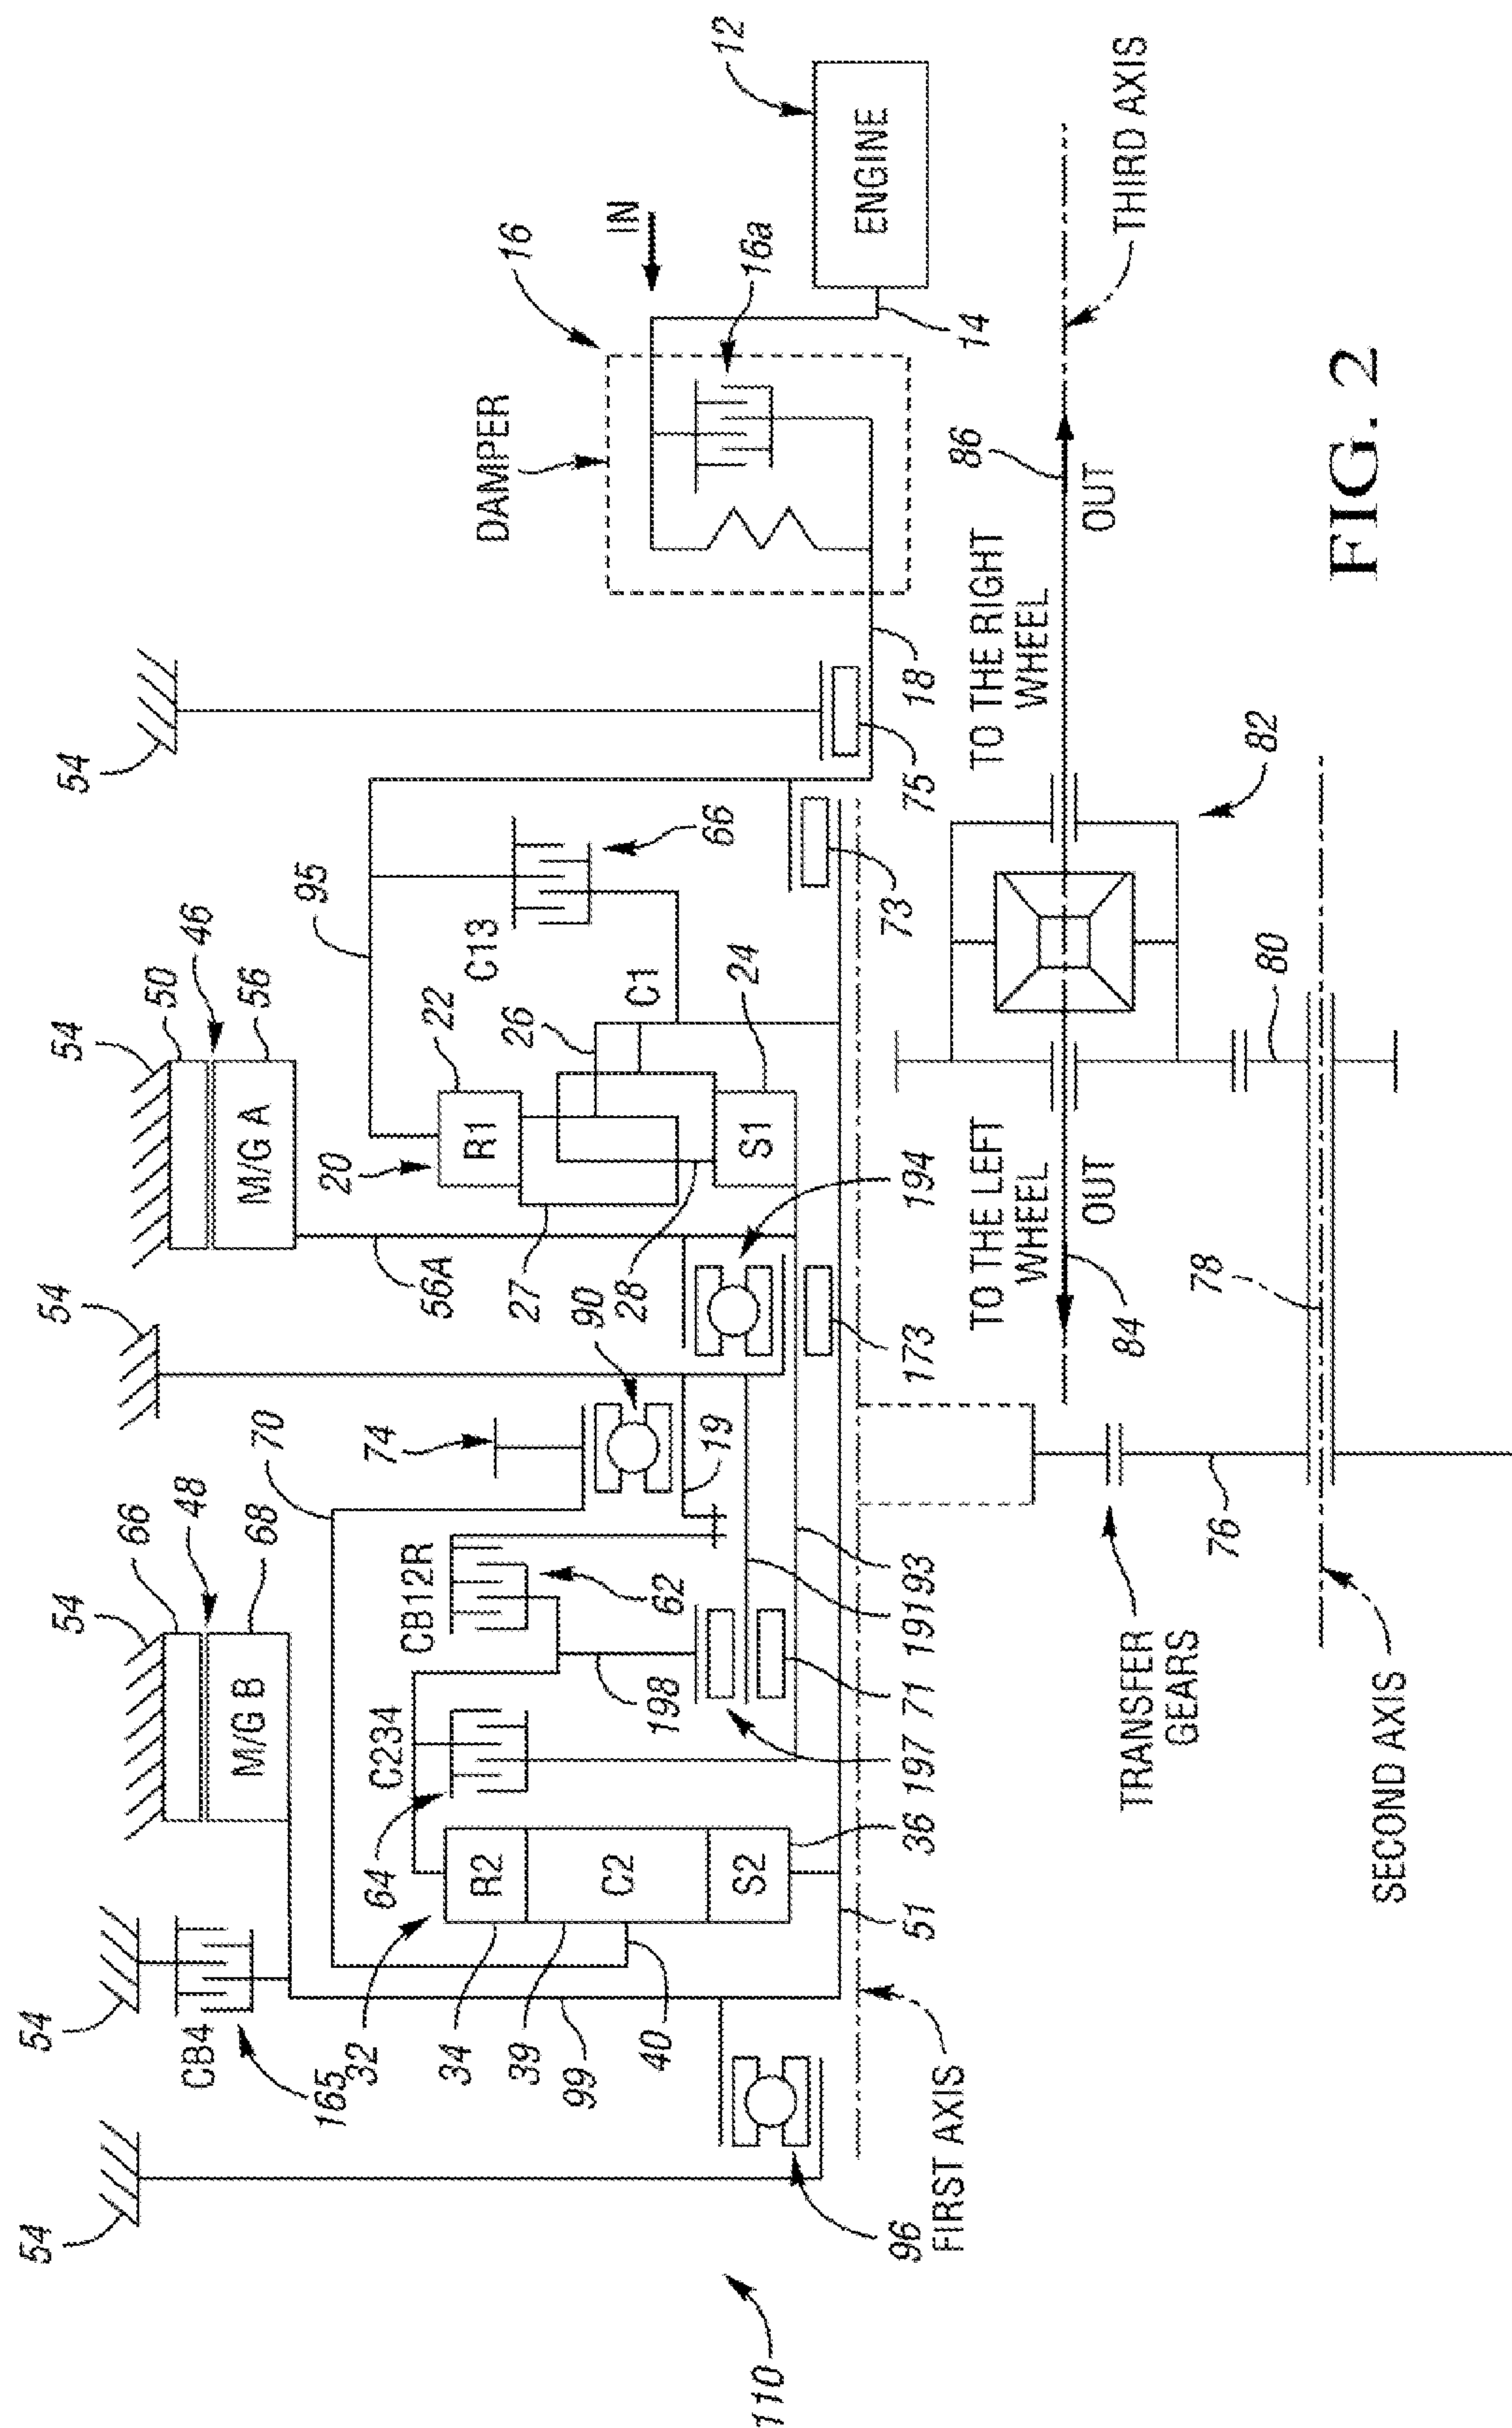 54
54
165
CB4
54
66
48
68
M/G B
54
54
50
46
56
M/G A
54
95
70
74
56A
20
22
R1
26
C13
66
C1
24
S1
27
28
90
194
DAMPER
16
IN
16a
12
ENGINE
14
18
75
73
173
32
34
39
99
40
64
R2
C2
S2
C234
CB12R
62
198
19
96
51
36
197
71
191
193
FIRST AXIS
110
TRANSFER
GEARS
76
78
84
TO THE LEFT
WHEEL
OUT
TO THE RIGHT
WHEEL
86
OUT
82
80
THIRD AXIS
SECOND AXIS
FIG. 2